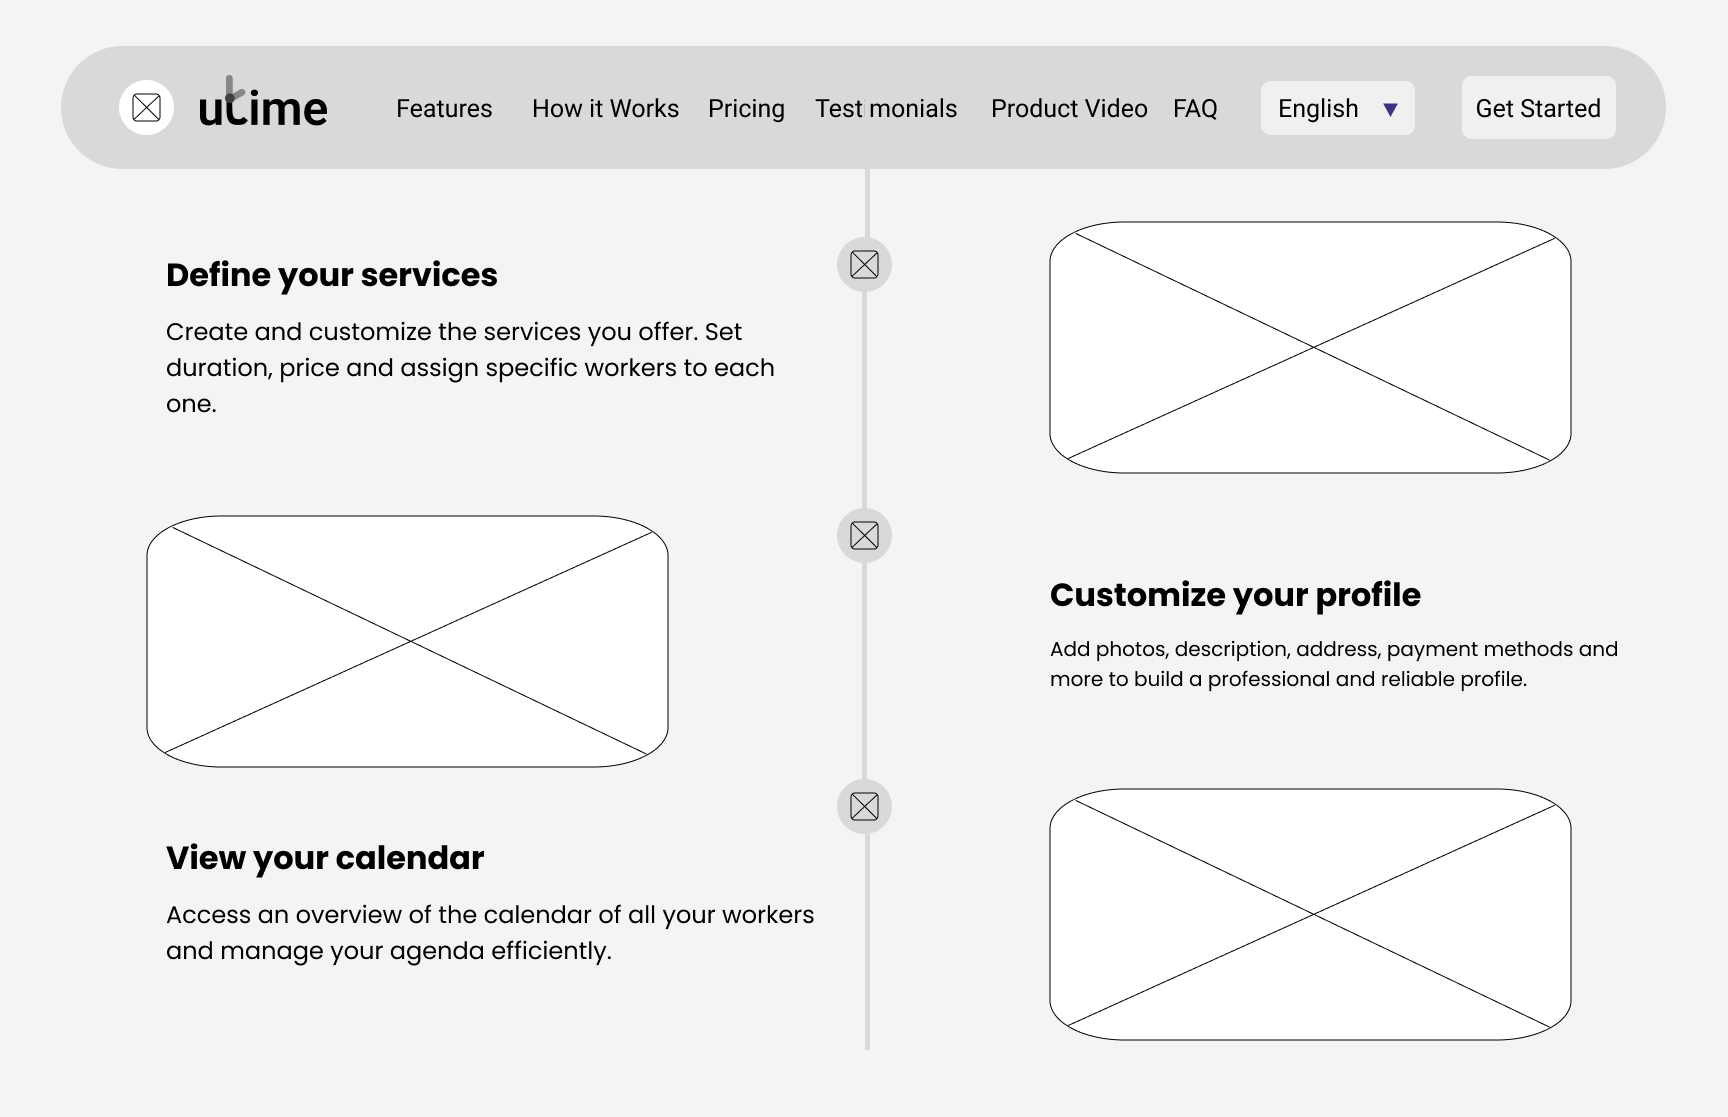 utime
Features How it Works Pricing Testimonials Product Video FAQ English ▼ Get Started
Define your services
Create and customize the services you offer. Set
duration, price and assign specific workers to each
one.
Customize your profile
Add photos, description, address, payment methods and
more to build a professional and reliable profile.
View your calendar
Access an overview of the calendar of all your workers
and manage your agenda efficiently.